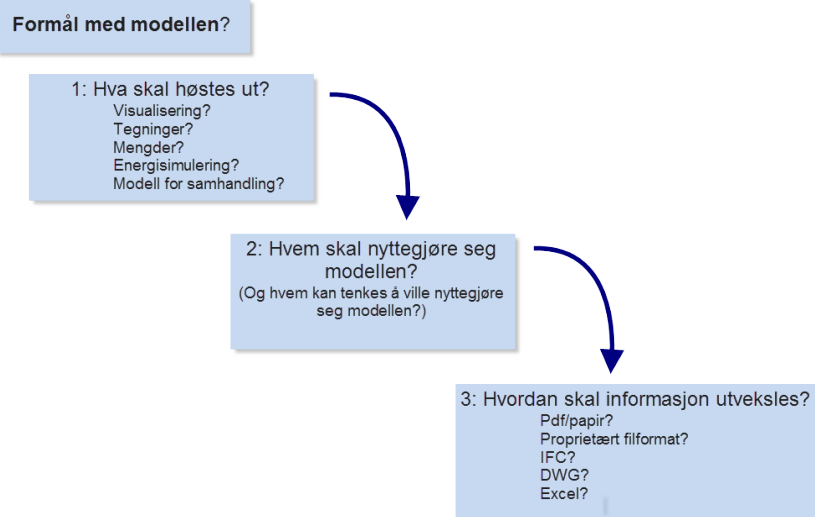 Formål med modellen?
1: Hva skal høstes ut?
Visualisering?
Tegninger?
Mengder?
Energisimulering?
Modell for samhandling?
2: Hvem skal nyttegjøre seg
modellen?
(Og hvem kan tenkes å ville nyttegjøre
seg modellen?)
3: Hvordan skal informasjon utveksles?
Pdf/papir?
Proprietært filformat?
IFC?
DWG?
Excel?